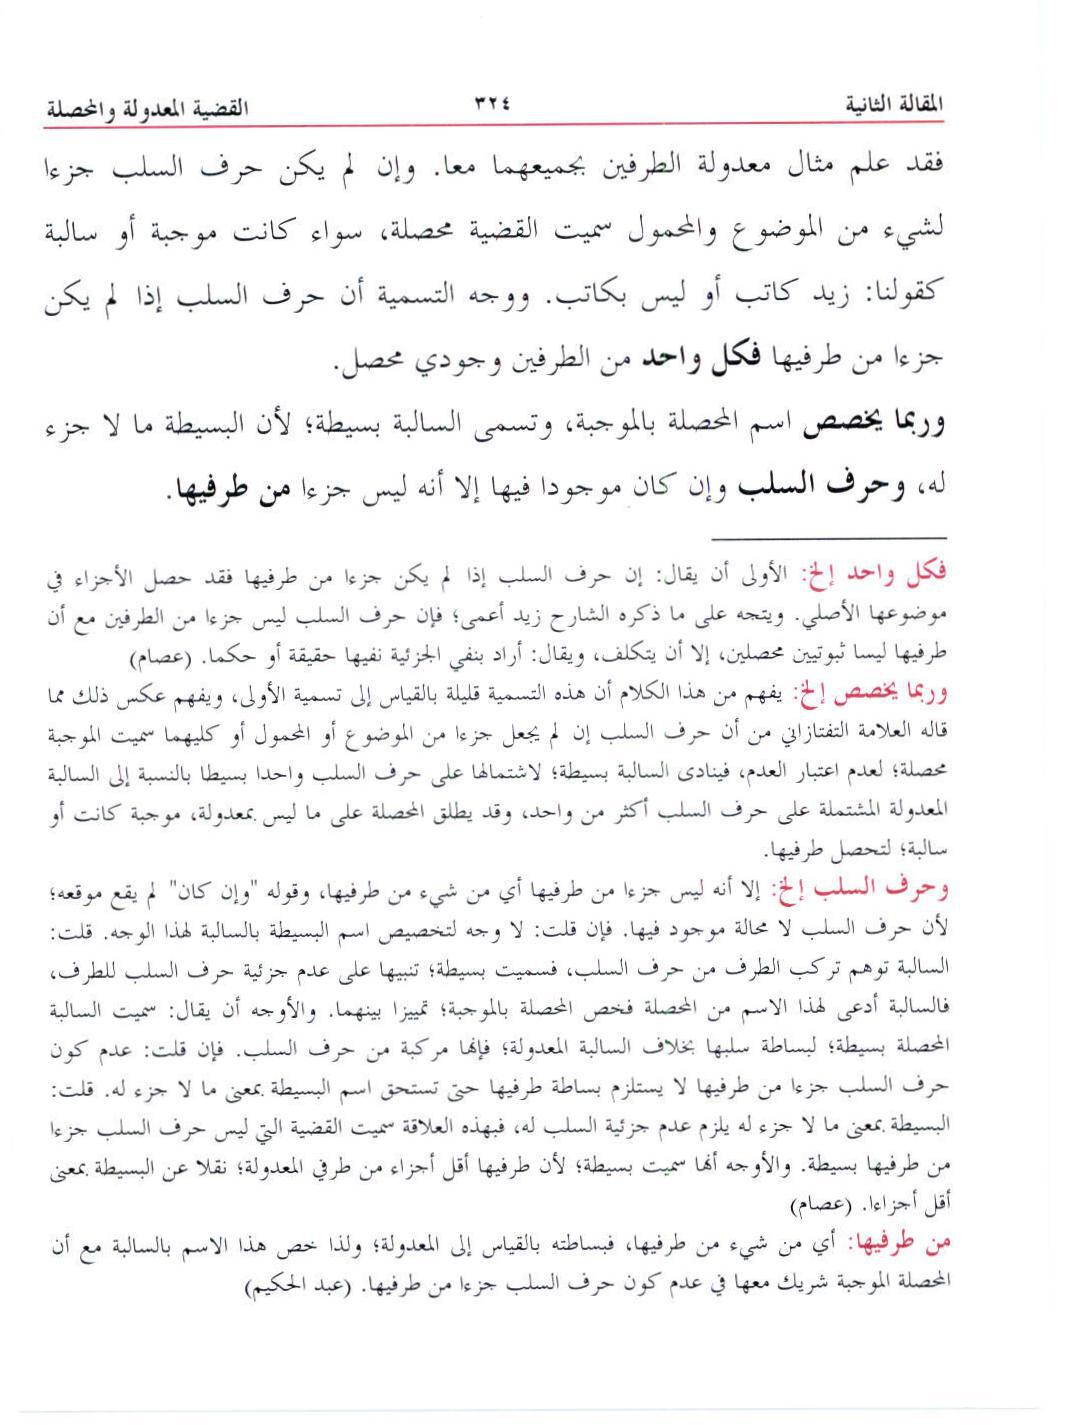 المقالة الثانية ٣٢٤ القضية المعدولة والمحصلة
فقد علم مثال معدولة الطرفين بجميعهما معا. وإن لم يكن حرف السلب جزءا
لشيء من الموضوع والمحمول سميت القضية محصلة، سواء كانت موجبة أو سالبة
كقولنا: زيد كاتب أو ليس بكاتب. ووجه التسمية أن حرف السلب إذا لم يكن
جزءا من طرفيها فكل واحد من الطرفين وجودي محصل.
وربما يخصص اسم المحصلة بالموجبة، وتسمى السالبة بسيطة؛ لأن البسيطة ما لا جزء
له، وحرف السلب وإن كان موجودا فيها إلا أنه ليس جزءا من طرفيها.
فكل واحد إلخ: الأولى أن يقال: إن حرف السلب إذا لم يكن جزءا من طرفيها فقد حصل الأجزاء في
موضوعها الأصلي. ويتجه على ما ذكره الشارح زيد أعمى؛ فإن حرف السلب ليس جزءا من الطرفين مع أن
طرفيها ليسا ثبوتيين محصلين، إلا أن يتكلف، ويقال: أراد بنفي الجزئية نفيها حقيقة أو حكما. (عصام)
وربما يخصص إلخ: يفهم من هذا الكلام أن هذه التسمية قليلة بالقياس إلى تسمية الأولى، ويفهم عكس ذلك مما
قاله العلامة التفتازاني من أن حرف السلب إن لم يجعل جزءا من الموضوع أو المحمول أو كليهما سميت الموجبة
محصلة؛ لعدم اعتبار العدم، فينادى السالبة بسيطة؛ لاشتمالها على حرف السلب واحدا بسيطا بالنسبة إلى السالبة
المعدولة المشتملة على حرف السلب أكثر من واحد، وقد يطلق المحصلة على ما ليس بمعدولة، موجبة كانت أو
سالبة؛ لتحصل طرفيها.
وحرف السلب إلخ: إلا أنه ليس جزءا من طرفيها أي من شيء من طرفيها، وقوله "وإن كان" لم يقع موقعه؛
لأن حرف السلب لا محالة موجود فيها. فإن قلت: لا وجه لتخصيص اسم البسيطة بالسالبة لهذا الوجه. قلت:
السالبة توهم تركب الطرف من حرف السلب، فسميت بسيطة؛ تنبيها على عدم جزئية حرف السلب للطرف،
فالسالبة أدعى لهذا الاسم من المحصلة فخص المحصلة بالموجبة؛ تمييزا بينهما. والأوجه أن يقال: سميت السالبة
المحصلة بسيطة؛ لبساطة سلبها بخلاف السالبة المعدولة؛ فإنها مركبة من حرف السلب. فإن قلت: عدم كون
حرف السلب جزءا من طرفيها لا يستلزم بساطة طرفيها حتى تستحق اسم البسيطة بمعنى ما لا جزء له. قلت:
البسيطة بمعنى ما لا جزء له يلزم عدم جزئية السلب له، فبهذه العلاقة سميت القضية التي ليس حرف السلب جزءا
من طرفيها بسيطة. والأوجه أنها سميت بسيطة؛ لأن طرفيها أقل أجزاء من طرفي المعدولة؛ نقلا عن البسيطة بمعنى
أقل أجزاءا. (عصام)
من طرفيها: أي من شيء من طرفيها، فبساطته بالقياس إلى المعدولة؛ ولذا خص هذا الاسم بالسالبة مع أن
المحصلة الموجبة شريك معها في عدم كون حرف السلب جزءا من طرفيها. (عبد الحكيم)